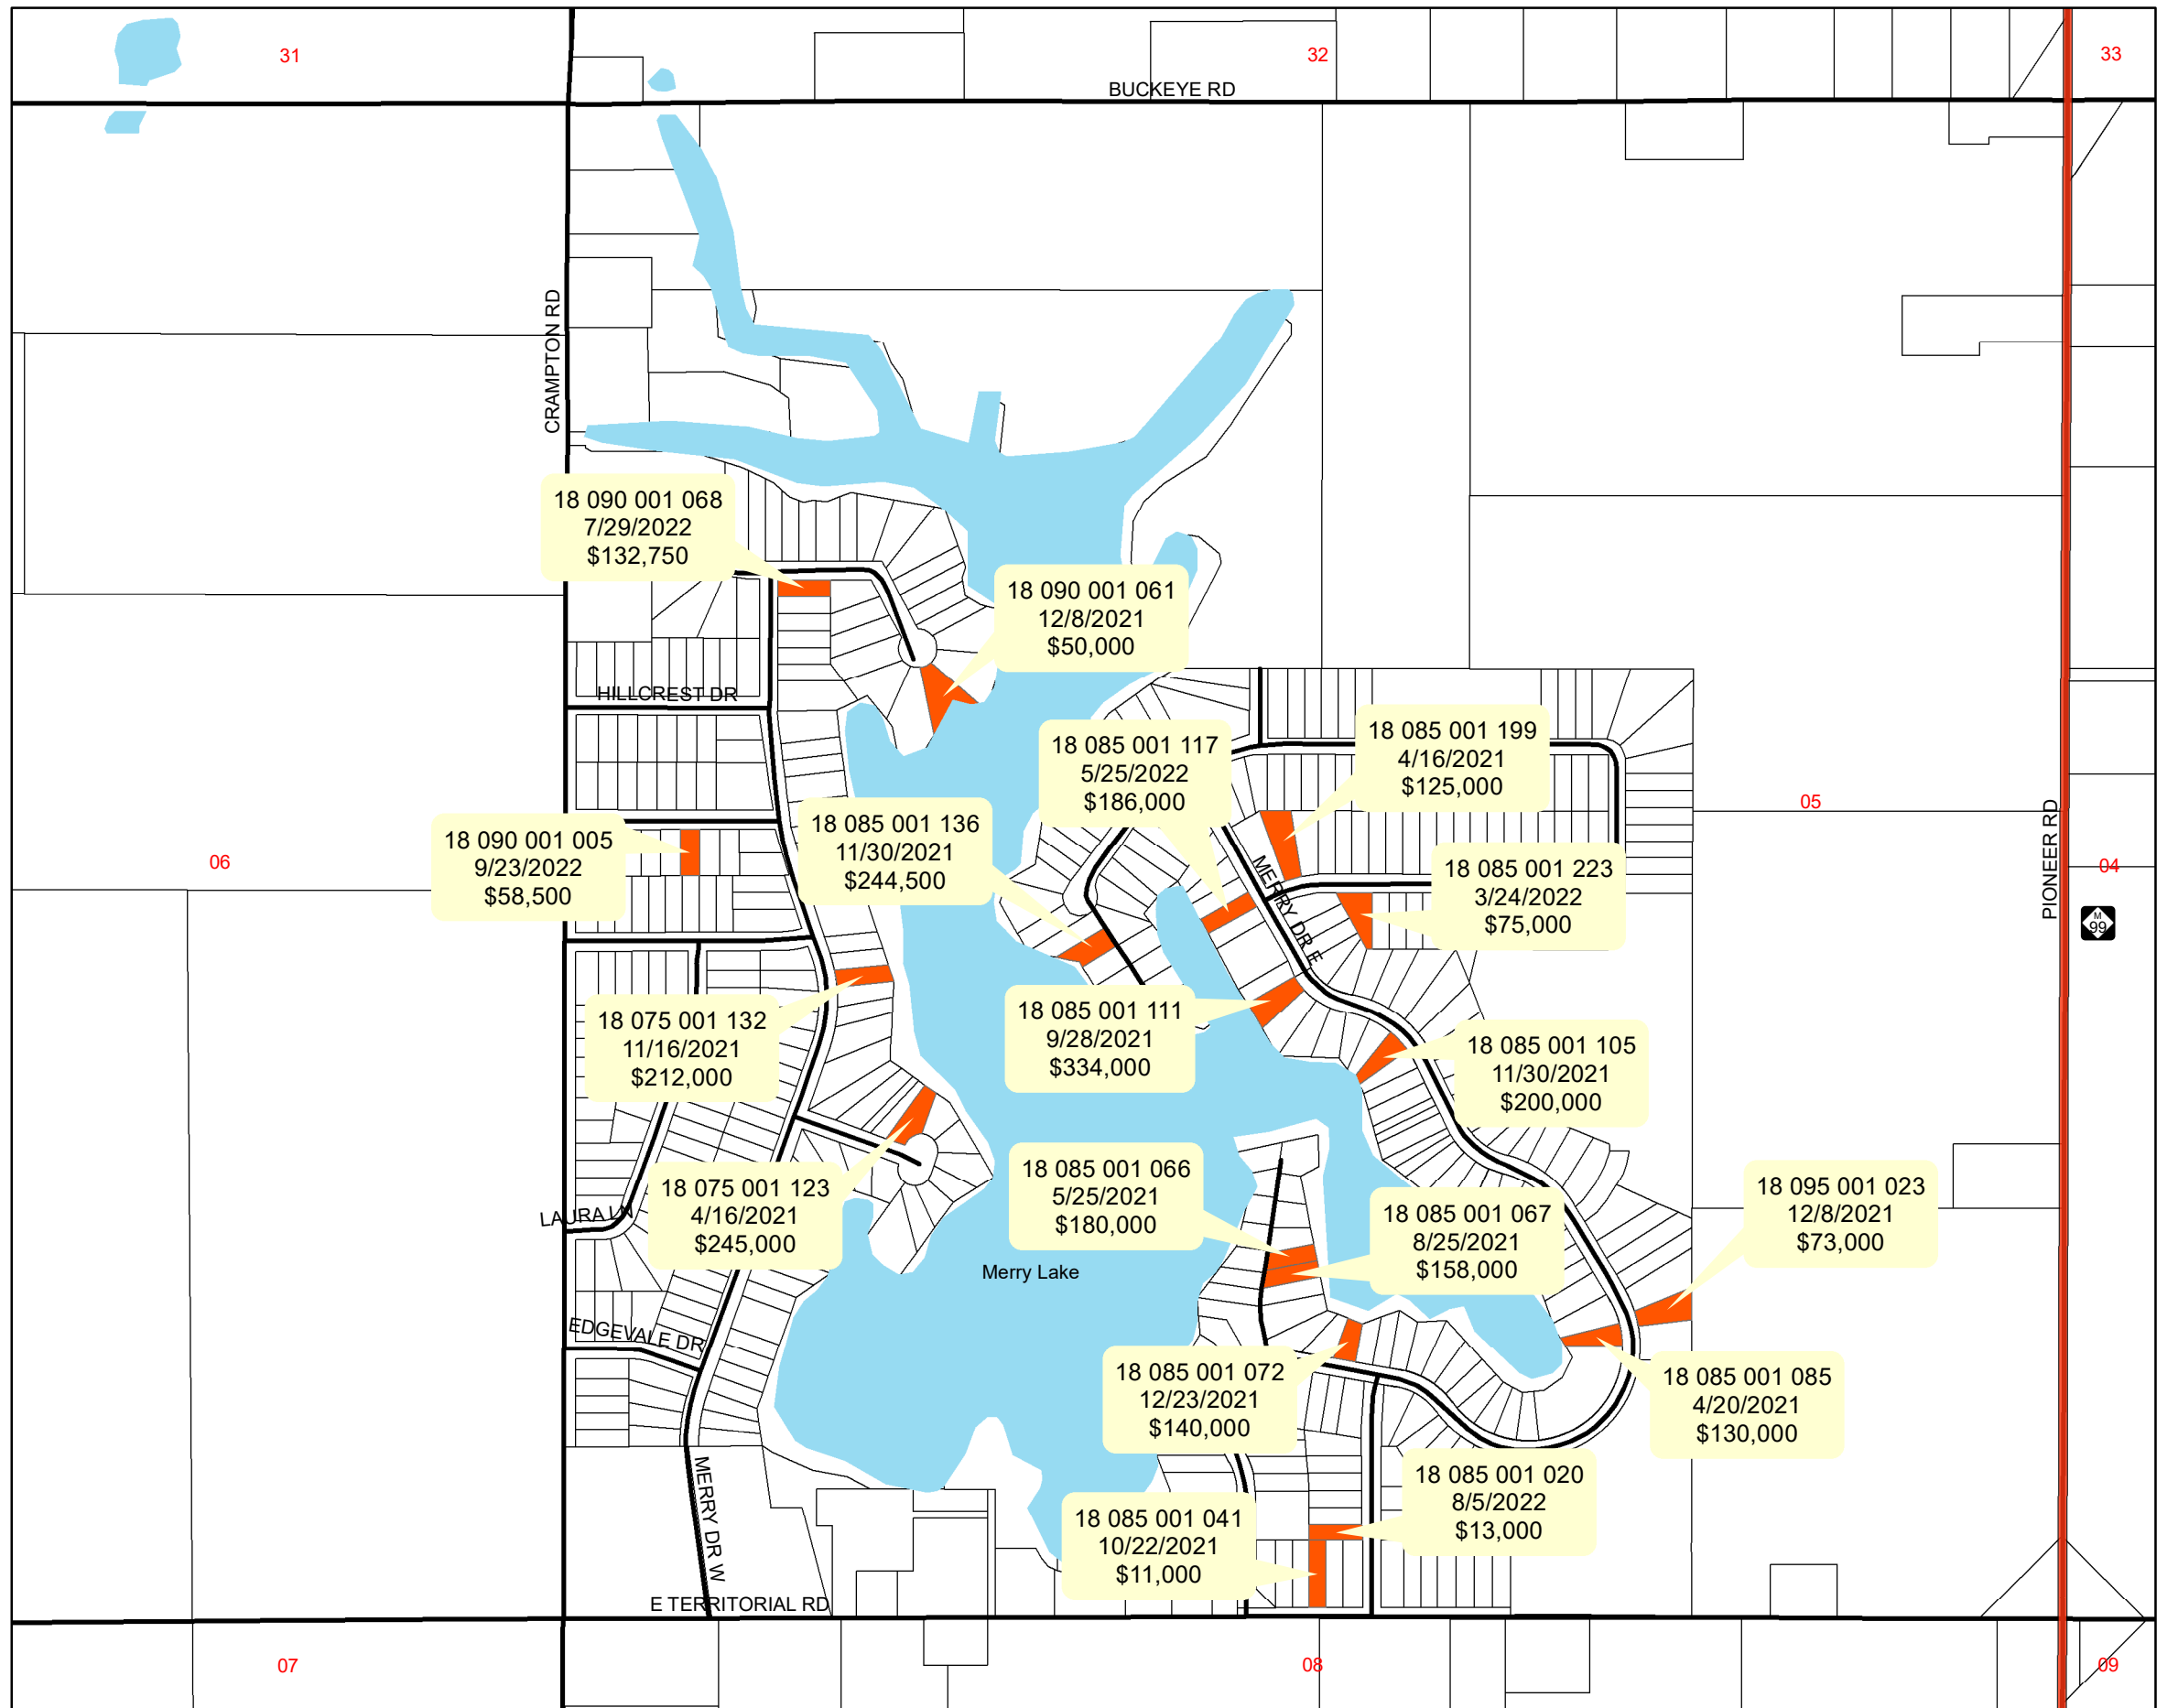 31
32
33
BUCKEYE RD
CRAMPTON RD
18 090 001 068
7/29/2022
$132,750
18 090 001 061
12/8/2021
$50,000
HILLCREST DR
18 085 001 117
5/25/2022
$186,000
18 085 001 199
4/16/2021
$125,000
05
PIONEER RD
04
M
99
06
18 090 001 005
9/23/2022
$58,500
18 085 001 136
11/30/2021
$244,500
MERRY DR E
18 085 001 223
3/24/2022
$75,000
18 075 001 132
11/16/2021
$212,000
18 085 001 111
9/28/2021
$334,000
18 085 001 105
11/30/2021
$200,000
18 075 001 123
4/16/2021
$245,000
LAURA LN
18 085 001 066
5/25/2021
$180,000
18 085 001 067
8/25/2021
$158,000
18 095 001 023
12/8/2021
$73,000
Merry Lake
EDGEVALE DR
18 085 001 072
12/23/2021
$140,000
18 085 001 085
4/20/2021
$130,000
MERRY DR W
18 085 001 041
10/22/2021
$11,000
18 085 001 020
8/5/2022
$13,000
E TERRITORIAL RD
07
08
09